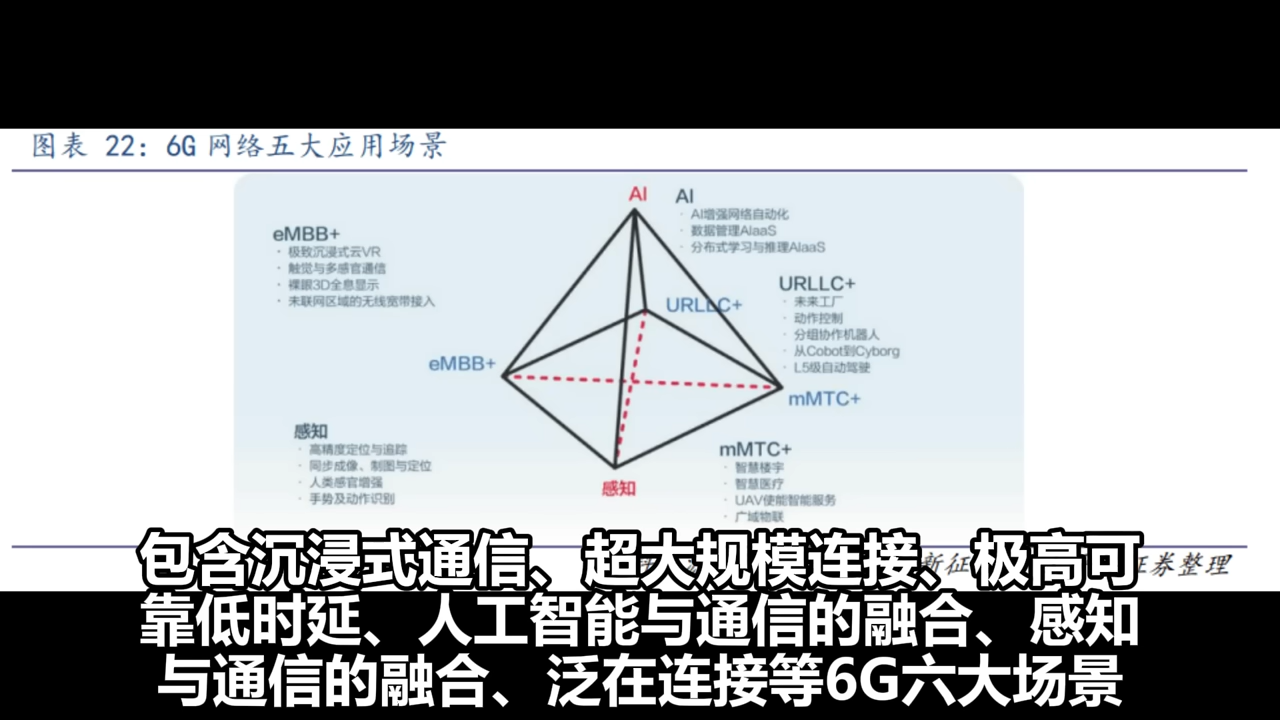 图表 22：6G 网络五大应用场景
AI
AI
· AI增强网络自动化
· 数据管理AIaaS
· 分布式学习与推理AIaaS
eMBB+
· 极致沉浸式云VR
· 触觉与多感官通信
· 裸眼3D全息显示
· 未联网区域的无线宽带接入
URLLC+
URLLC+
· 未来工厂
· 动作控制
· 分组协作机器人
· 从Cobot到Cyborg
· L5级自动驾驶
eMBB+
mMTC+
感知
· 高精度定位与追踪
· 同步成像、制图与定位
· 人类感官增强
· 手势及动作识别
感知
mMTC+
· 智慧楼宇
· 智慧医疗
· UAV使能智能服务
· 广域物联
新征
证券整理
包含沉浸式通信、超大规模连接、极高可
靠低时延、人工智能与通信的融合、感知
与通信的融合、泛在连接等6G六大场景